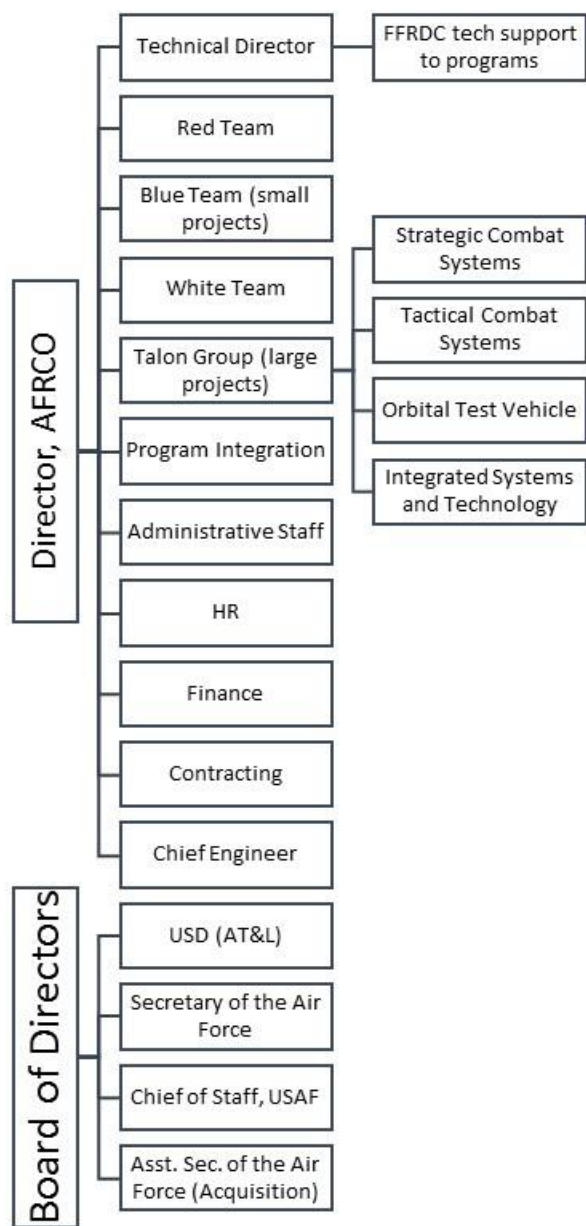 Technical Director
FFRDC tech support
to programs
Red Team
Blue Team (small
projects)
Strategic Combat
Systems
White Team
Tactical Combat
Systems
Director, AFRCO
Talon Group (large
projects)
Orbital Test Vehicle
Program Integration
Integrated Systems
and Technology
Administrative Staff
HR
Finance
Contracting
Chief Engineer
Board of Directors
USD (AT&L)
Secretary of the Air
Force
Chief of Staff, USAF
Asst. Sec. of the Air
Force (Acquisition)